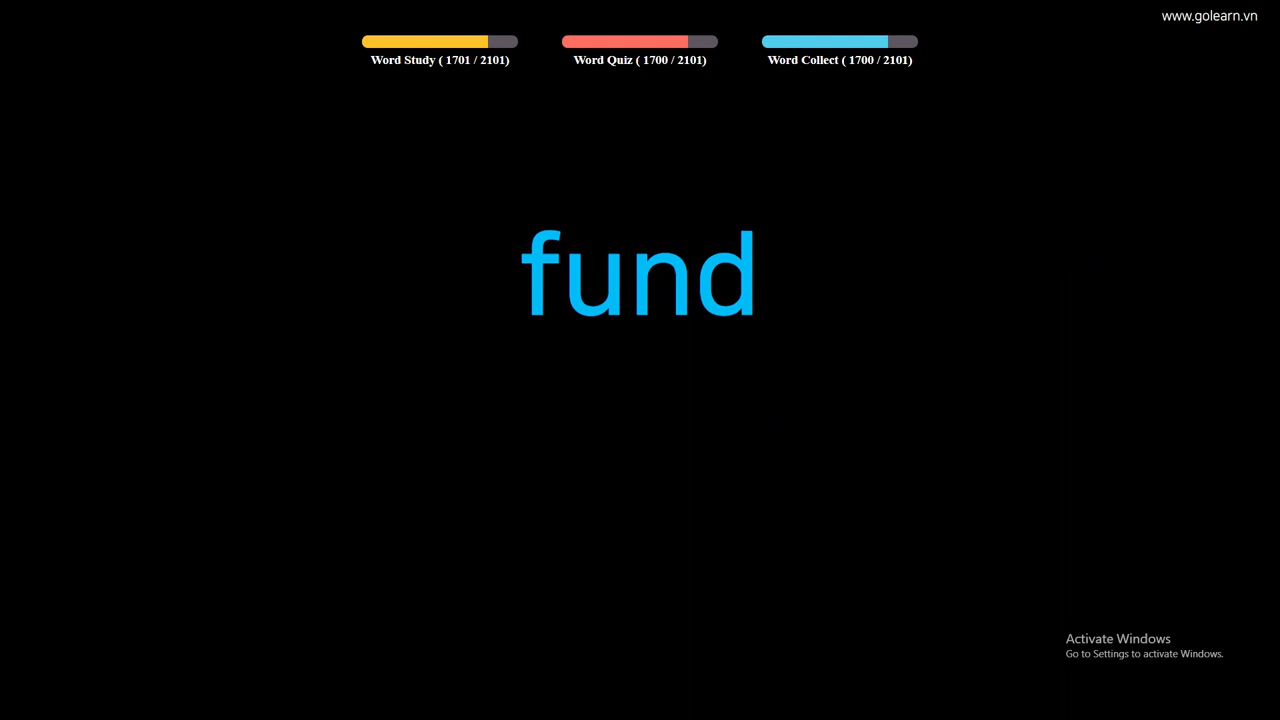 www.golearn.vn
Word Study ( 1701 / 2101)
Word Quiz ( 1700 / 2101)
Word Collect ( 1700 / 2101)
fund
Activate Windows
Go to Settings to activate Windows.